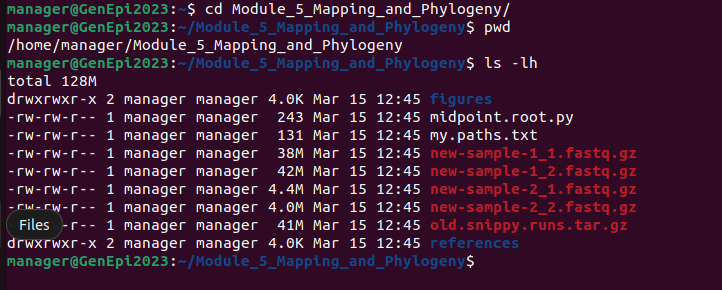 manager@GenEpi2023:~$ cd Module_5_Mapping_and_Phylogeny/
manager@GenEpi2023:~/Module_5_Mapping_and_Phylogeny$ pwd
/home/manager/Module_5_Mapping_and_Phylogeny
manager@GenEpi2023:~/Module_5_Mapping_and_Phylogeny$ ls -lh
total 128M
drwxrwxr-x 2 manager manager 4.0K Mar 15 12:45 figures
-rw-rw-r-- 1 manager manager  243 Mar 15 12:45 midpoint.root.py
-rw-rw-r-- 1 manager manager  131 Mar 15 12:45 my.paths.txt
-rw-rw-r-- 1 manager manager  38M Mar 15 12:45 new-sample-1_1.fastq.gz
-rw-rw-r-- 1 manager manager  42M Mar 15 12:45 new-sample-1_2.fastq.gz
-rw-rw-r-- 1 manager manager 4.4M Mar 15 12:45 new-sample-2_1.fastq.gz
-rw-rw-r-- 1 manager manager 4.0M Mar 15 12:45 new-sample-2_2.fastq.gz
Files -r-- 1 manager manager  41M Mar 15 12:45 old.snippy.runs.tar.gz
drwxrwxr-x 2 manager manager 4.0K Mar 15 12:45 references
manager@GenEpi2023:~/Module_5_Mapping_and_Phylogeny$